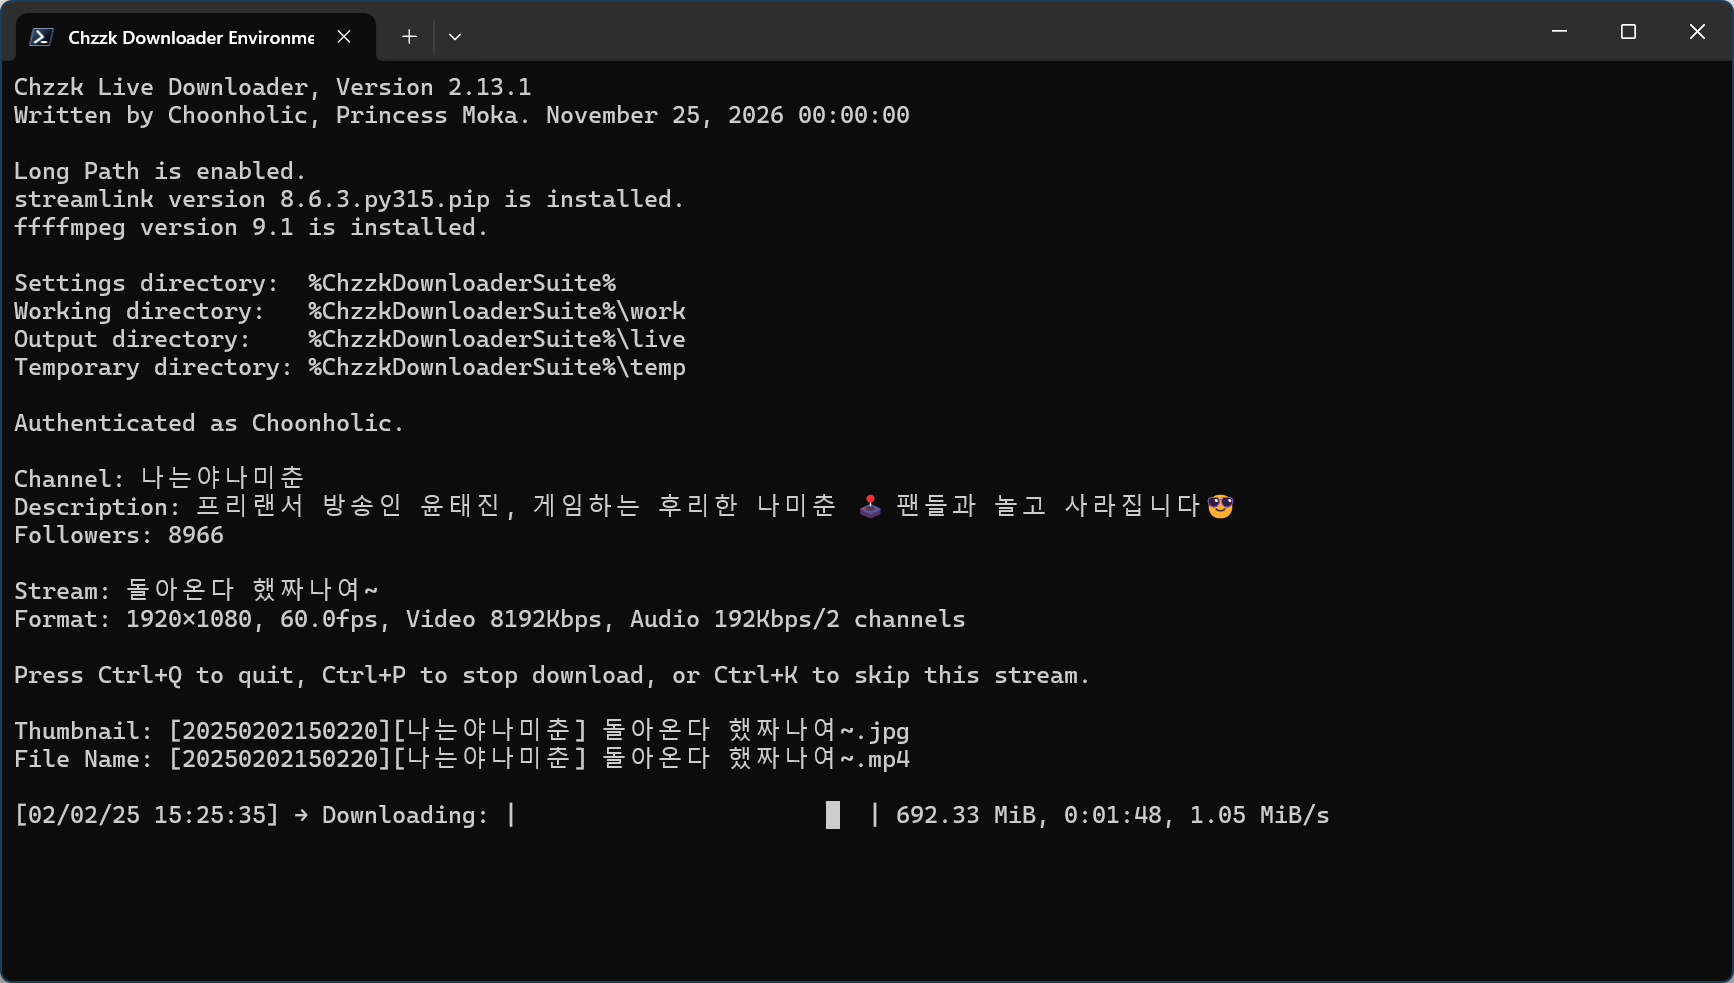 Chzzk Downloader Environme
Chzzk Live Downloader, Version 2.13.1
Written by Choonholic, Princess Moka. November 25, 2026 00:00:00
Long Path is enabled.
streamlink version 8.6.3.py315.pip is installed.
ffffmpeg version 9.1 is installed.
Settings directory:  %ChzzkDownloaderSuite%
Working directory:   %ChzzkDownloaderSuite%\work
Output directory:    %ChzzkDownloaderSuite%\live
Temporary directory: %ChzzkDownloaderSuite%\temp
Authenticated as Choonholic.
Channel: 나는야나미춘
Description: 프리랜서 방송인 윤태진, 게임하는 후리한 나미춘 🕹️ 팬들과 놀고 사라집니다😎
Followers: 8966
Stream: 돌아온다 했짜나여~
Format: 1920×1080, 60.0fps, Video 8192Kbps, Audio 192Kbps/2 channels
Press Ctrl+Q to quit, Ctrl+P to stop download, or Ctrl+K to skip this stream.
Thumbnail: [20250202150220][나는야나미춘] 돌아온다 했짜나여~.jpg
File Name: [20250202150220][나는야나미춘] 돌아온다 했짜나여~.mp4
[02/02/25 15:25:35] → Downloading: |                      █  | 692.33 MiB, 0:01:48, 1.05 MiB/s